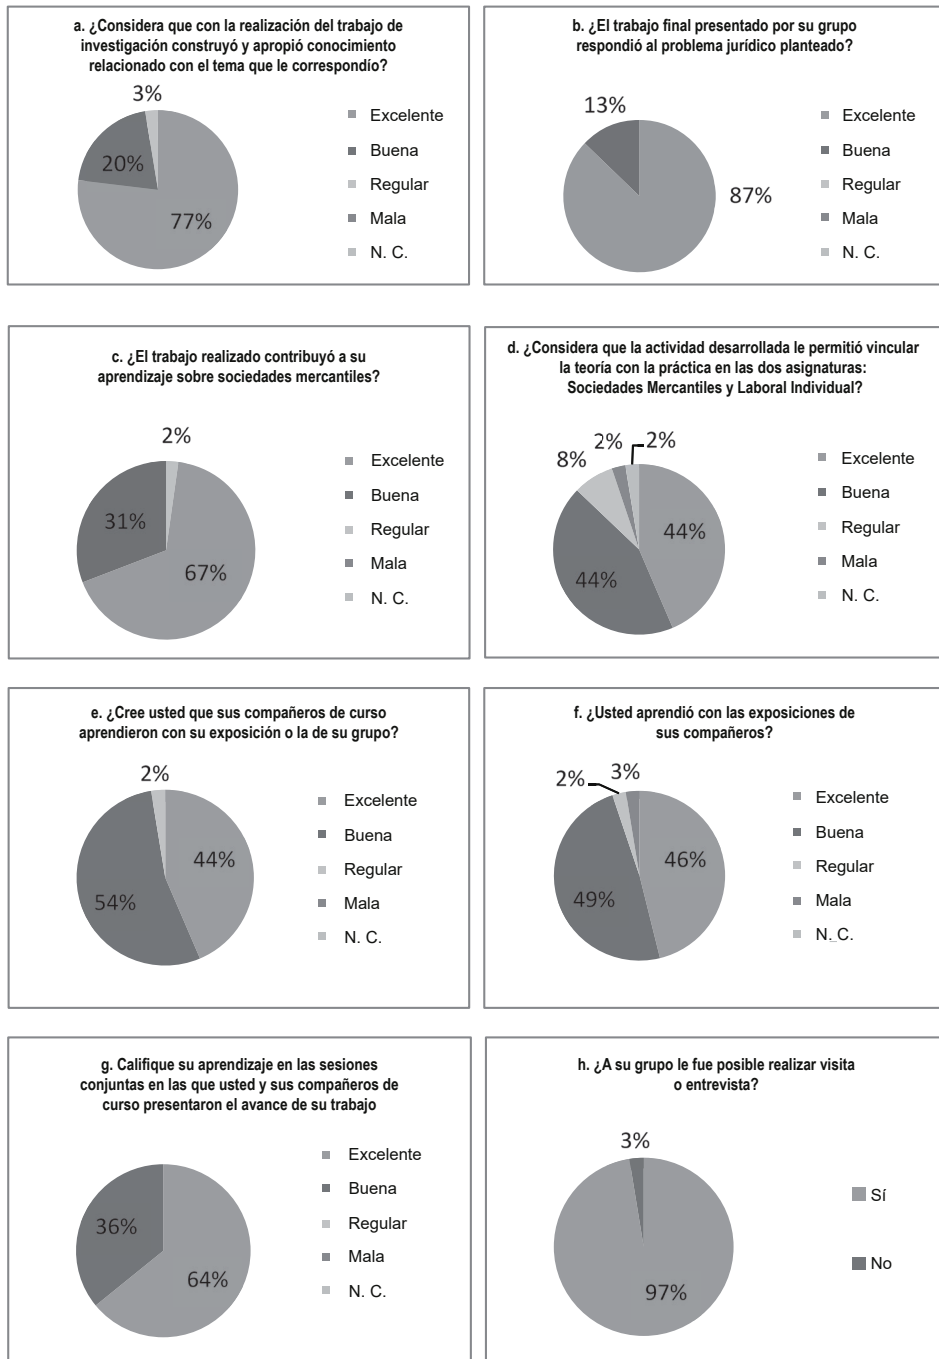 a. ¿Considera que con la realización del trabajo de
investigación construyó y apropió conocimiento
relacionado con el tema que le correspondío?
3%
20%
77%
Excelente
Buena
Regular
Mala
N. C.
b. ¿El trabajo final presentado por su grupo
respondió al problema jurídico planteado?
13%
87%
Excelente
Buena
Regular
Mala
N. C.
c. ¿El trabajo realizado contribuyó a su
aprendizaje sobre sociedades mercantiles?
2%
31%
67%
Excelente
Buena
Regular
Mala
N. C.
d. ¿Considera que la actividad desarrollada le permitió vincular
la teoría con la práctica en las dos asignaturas:
Sociedades Mercantiles y Laboral Individual?
2%
2%
8%
44%
44%
Excelente
Buena
Regular
Mala
N. C.
e. ¿Cree usted que sus compañeros de curso
aprendieron con su exposición o la de su grupo?
2%
44%
54%
Excelente
Buena
Regular
Mala
N. C.
f. ¿Usted aprendió con las exposiciones de
sus compañeros?
2%
3%
46%
49%
Excelente
Buena
Regular
Mala
N. C.
g. Califique su aprendizaje en las sesiones
conjuntas en las que usted y sus compañeros de
curso presentaron el avance de su trabajo
36%
64%
Excelente
Buena
Regular
Mala
N. C.
h. ¿A su grupo le fue posible realizar visita
o entrevista?
3%
97%
Sí
No